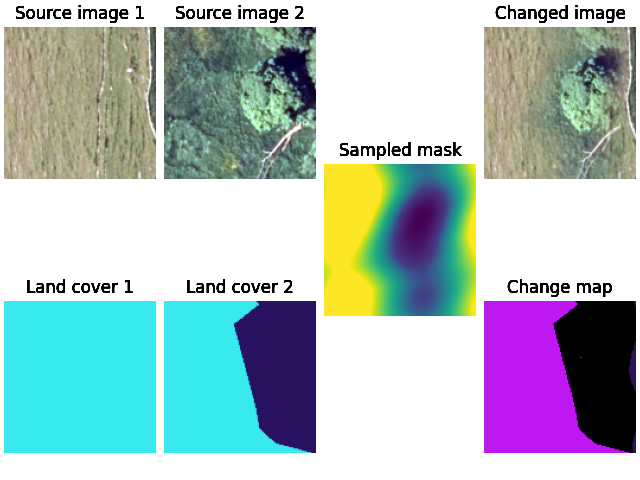 Source image 1
Source image 2
Changed image
Sampled mask
Land cover 1
Land cover 2
Change map